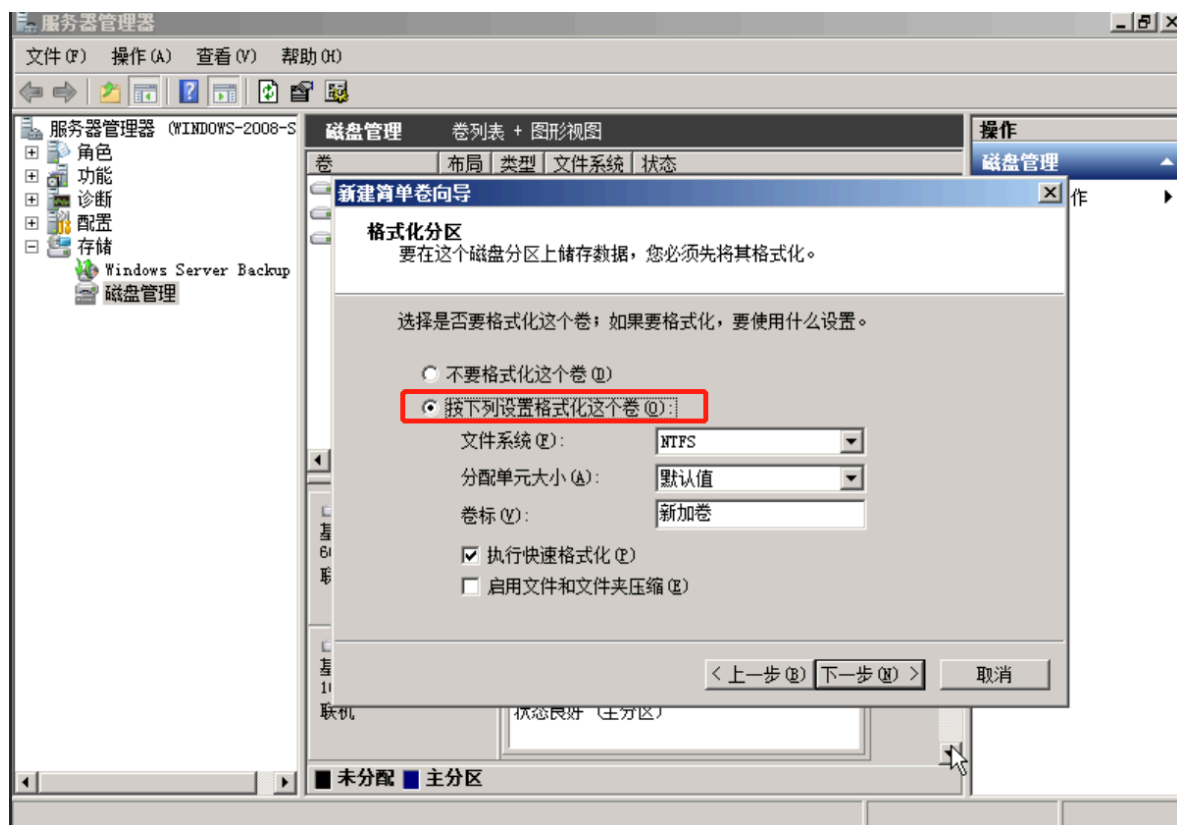 服务器管理器
文件(F) 操作(A) 查看(V) 帮助(H)
服务器管理器 (WINDOWS-2008-S
角色
功能
诊断
配置
存储
Windows Server Backup
磁盘管理
磁盘管理 卷列表 + 图形视图
卷 布局 类型 文件系统 状态
操作
磁盘管理
作
新建简单卷向导
格式化分区
要在这个磁盘分区上储存数据，您必须先将其格式化。
选择是否要格式化这个卷；如果要格式化，要使用什么设置。
不要格式化这个卷(D)
按下列设置格式化这个卷(O):
文件系统(F): NTFS
分配单元大小(A): 默认值
卷标(V): 新加卷
执行快速格式化(P)
启用文件和文件夹压缩(E)
< 上一步(B) 下一步(N) > 取消
基
联机
状态良好 (主分区)
未分配 主分区